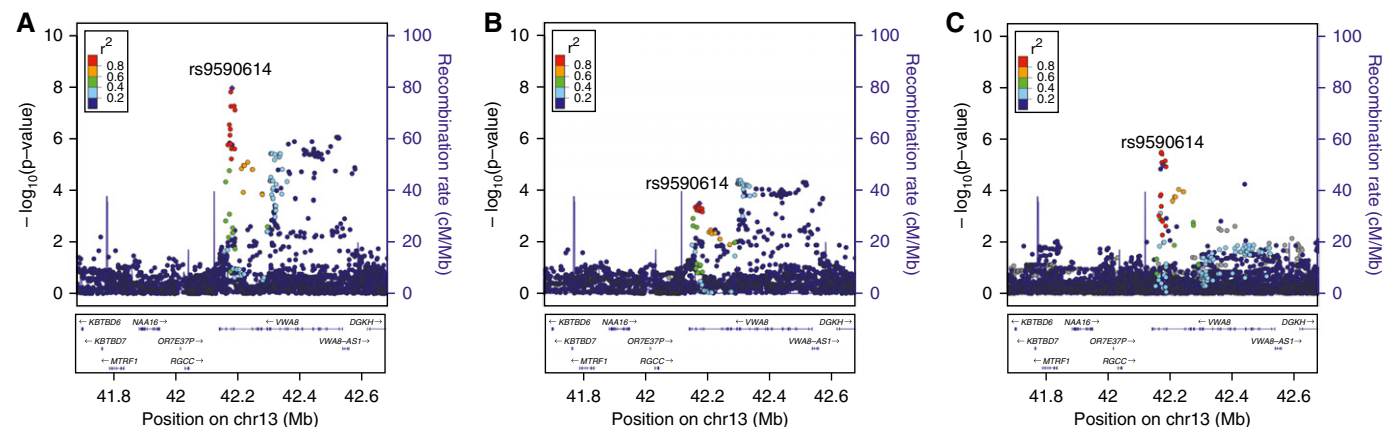 A
r2
0.8
0.6
0.4
0.2
rs9590614
10
8
6
4
2
0
– log10(p–value)
100
80
60
40
20
0
Recombination rate (cM/Mb)
← KBTBD6 NAA16→ ← VWA8 DGKH→
← KBTBD7 OR7E37P→ VWA8–AS1→
← MTRF1 RGCC→
41.8 42 42.2 42.4 42.6
Position on chr13 (Mb)
B
r2
0.8
0.6
0.4
0.2
rs9590614
10
8
6
4
2
0
– log10(p–value)
100
80
60
40
20
0
Recombination rate (cM/Mb)
← KBTBD6 NAA16→ ← VWA8 DGKH→
← KBTBD7 OR7E37P→ VWA8–AS1→
← MTRF1 RGCC→
41.8 42 42.2 42.4 42.6
Position on chr13 (Mb)
C
r2
0.8
0.6
0.4
0.2
rs9590614
10
8
6
4
2
0
– log10(p–value)
100
80
60
40
20
0
Recombination rate (cM/Mb)
← KBTBD6 NAA16→ ← VWA8 DGKH→
← KBTBD7 OR7E37P→ VWA8–AS1→
← MTRF1 RGCC→
41.8 42 42.2 42.4 42.6
Position on chr13 (Mb)